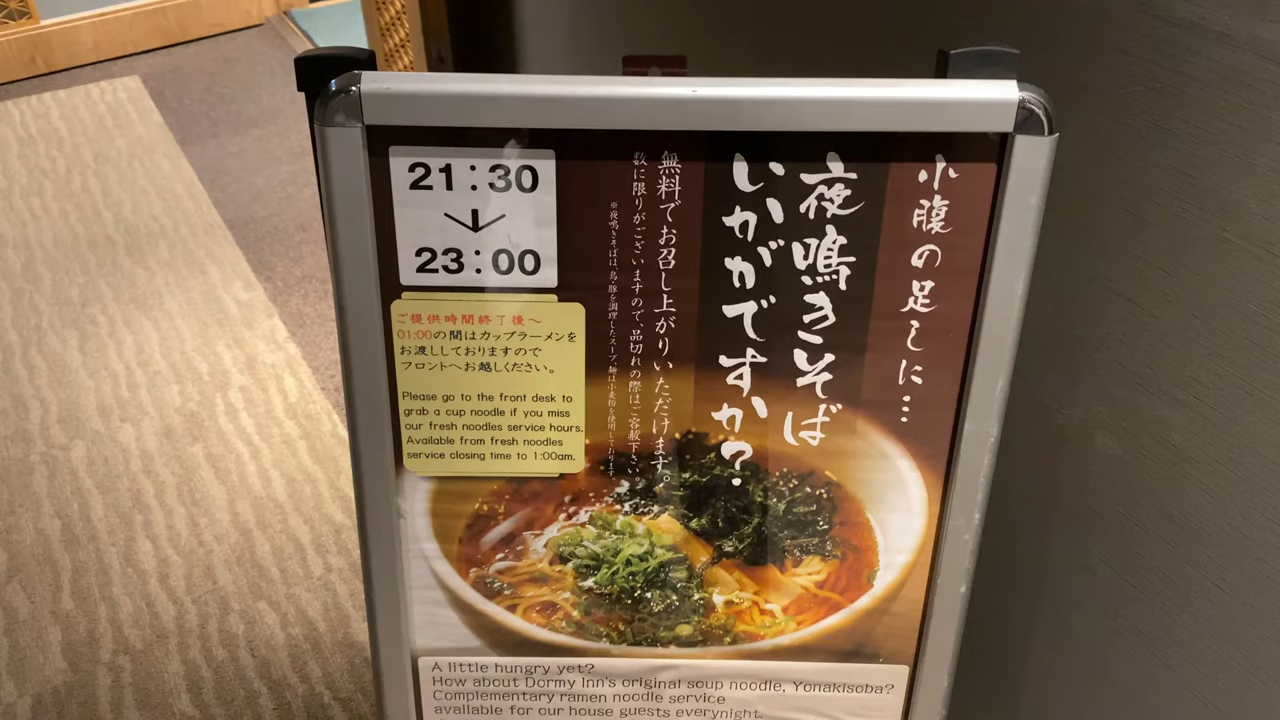 小腹の足しに…
夜鳴きそば
いかがですか?
無料でお召し上がりいただけます。
数に限りがございますので、品切れの際はご容赦下さい。
※夜鳴きそばは、鳥・豚を調理したスープ、麺は小麦粉を使用しております。
21:30
↓
23:00
ご提供時間終了後~
01:00の間はカップラーメンを
お渡ししておりますので
フロントへお越しください。
Please go to the front desk to
grab a cup noodle if you miss
our fresh noodles service hours.
Available from fresh noodles
service closing time to 1:00am.
A little hungry yet?
How about Dormy Inn's original soup noodle, Yonakisoba?
Complementary ramen noodle service
available for our house guests everynight.